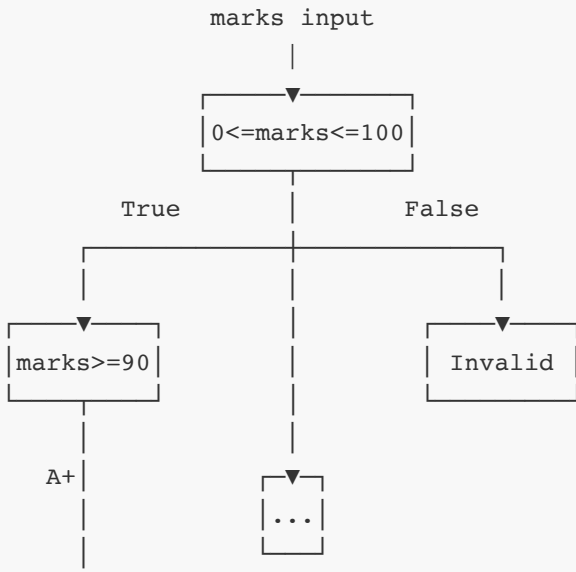 marks input
0<=marks<=100
True False
marks>=90 Invalid
A+
...